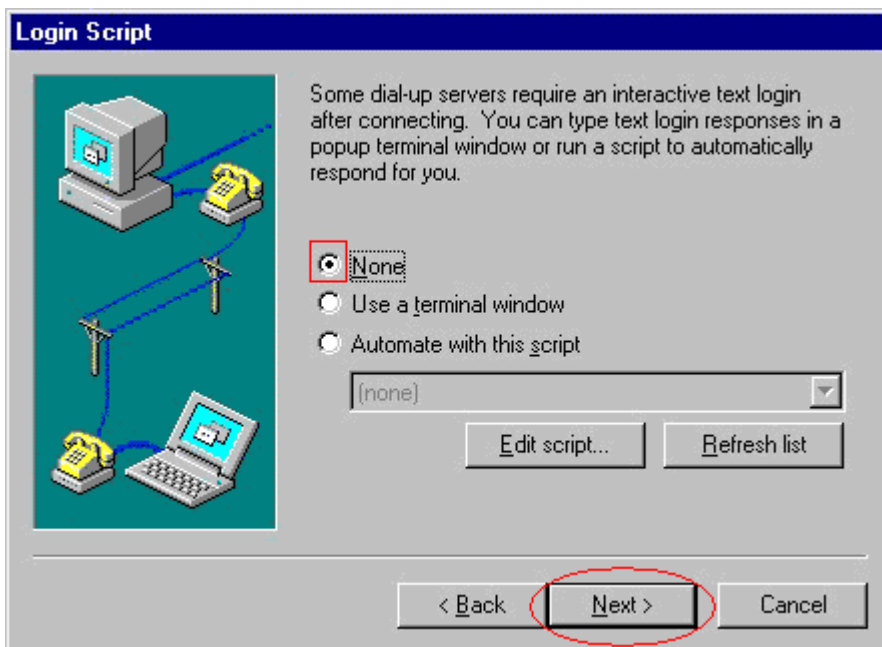 Login Script
Some dial-up servers require an interactive text login
after connecting. You can type text login responses in a
popup terminal window or run a script to automatically
respond for you.
None
Use a terminal window
Automate with this script
(none)
Edit script...
Refresh list
< Back
Next >
Cancel